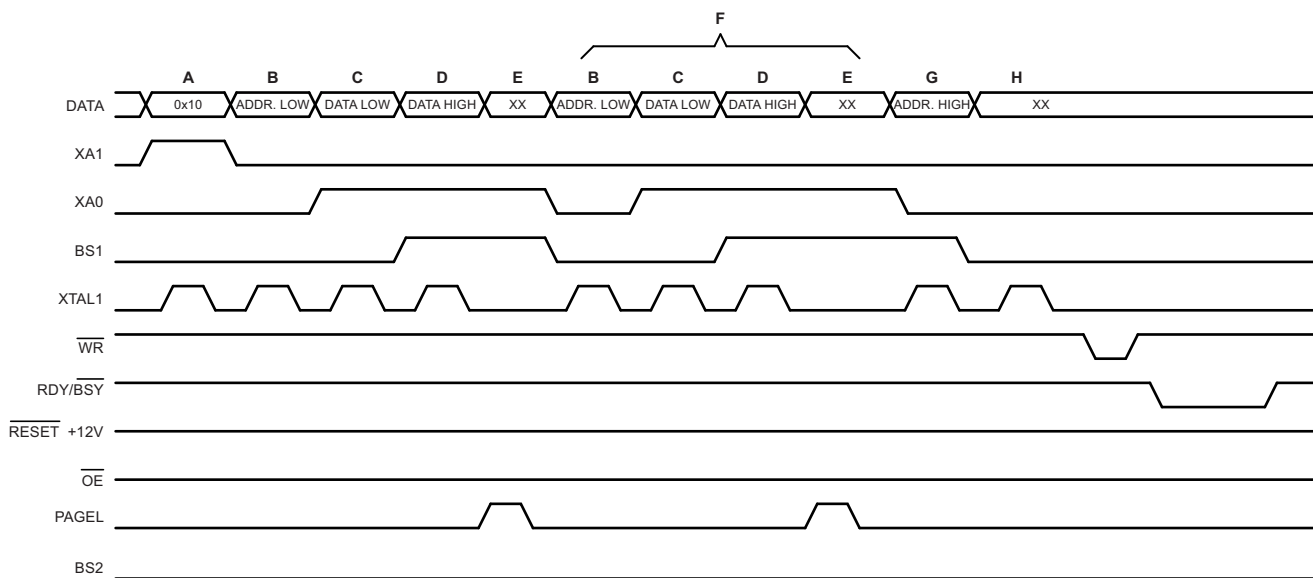 F
A B C D E B C D E G H
DATA 0x10 ADDR. LOW DATA LOW DATA HIGH XX ADDR. LOW DATA LOW DATA HIGH XX ADDR. HIGH XX
XA1
XA0
BS1
XTAL1
WR
RDY/BSY
RESET +12V
OE
PAGEL
BS2